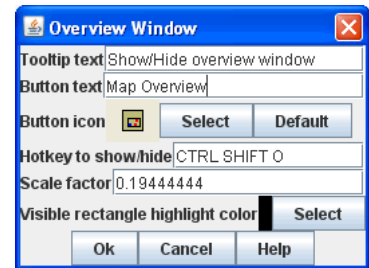 Overview Window
Tooltip text Show/Hide overview window
Button text Map Overview
Button icon Select Default
Hotkey to show/hide CTRL SHIFT O
Scale factor 0.19444444
Visible rectangle highlight color Select
Ok Cancel Help